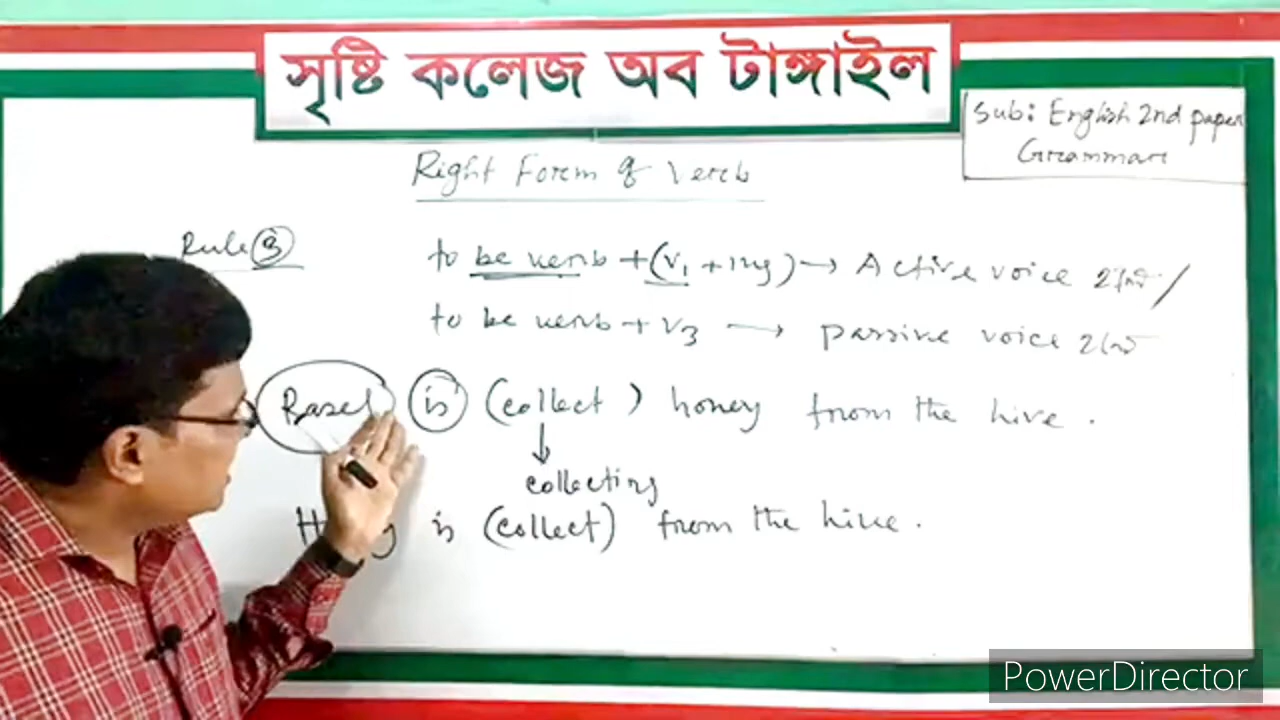 সৃষ্টি কলেজ অব টাঙ্গাইল
Sub: English 2nd paper
Grammar
Right Form of Verb
Rule 3
to be verb + (V1 + ing) → Active voice হলে /
to be verb + V3 → passive voice হলে
Rasel is (collect) honey from the hive.
collecting
is (collect) from the hive.
PowerDirector